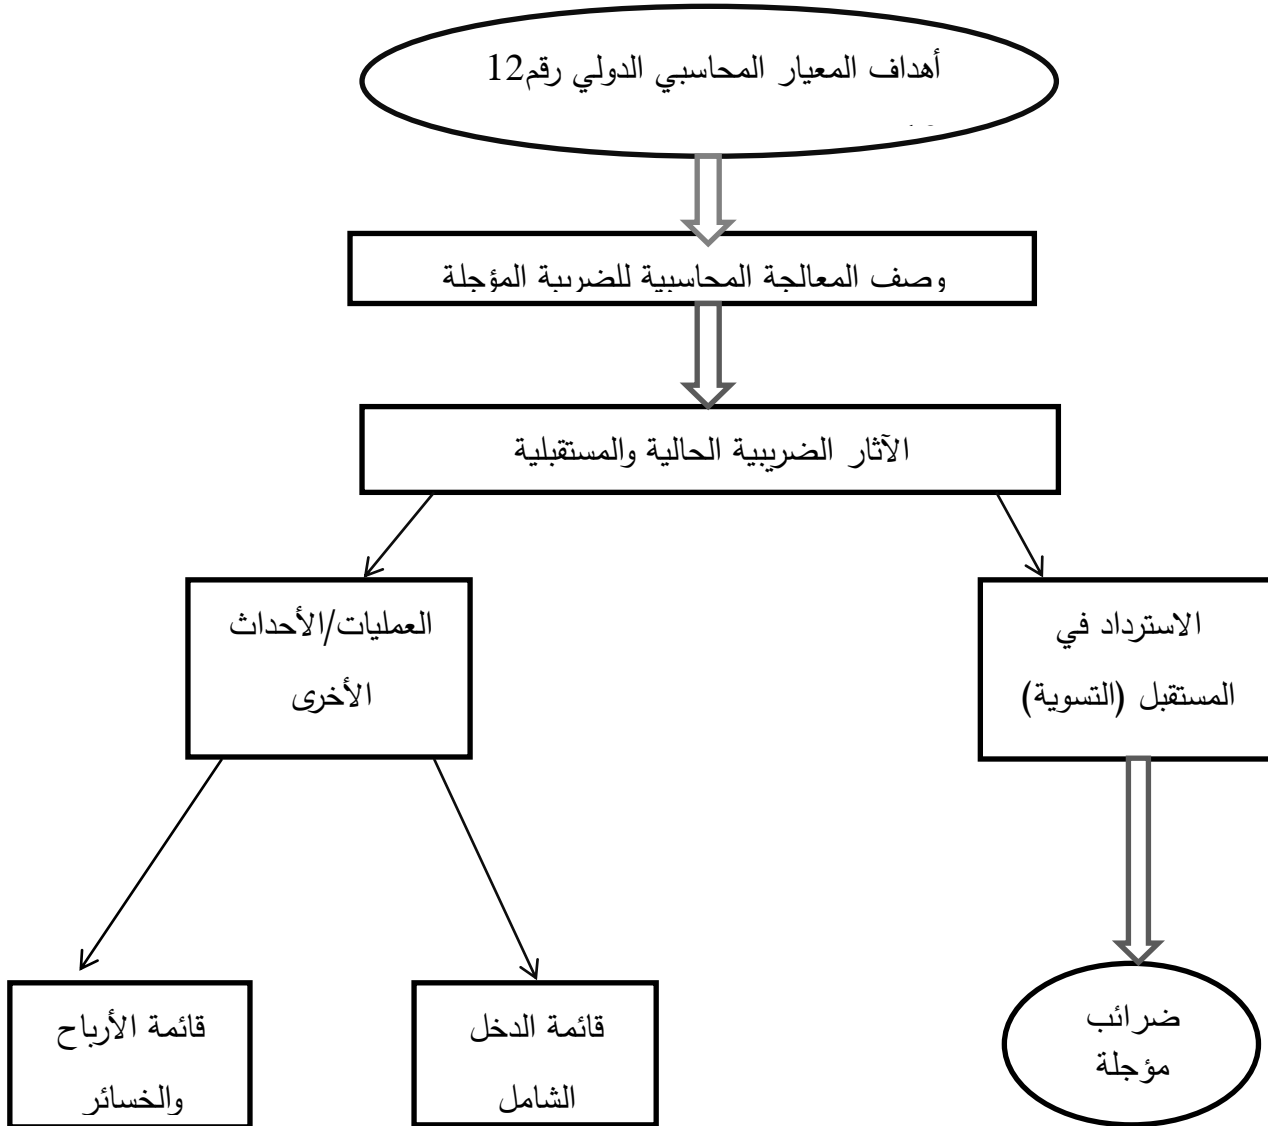 أهداف المعيار المحاسبي الدولي رقم12
وصف المعالجة المحاسبية للضريبة المؤجلة
الآثار الضريبية الحالية والمستقبلية
الاسترداد في
المستقبل (التسوية)
العمليات/الأحداث
الأخرى
ضرائب
مؤجلة
قائمة الدخل
الشامل
قائمة الأرباح
والخسائر